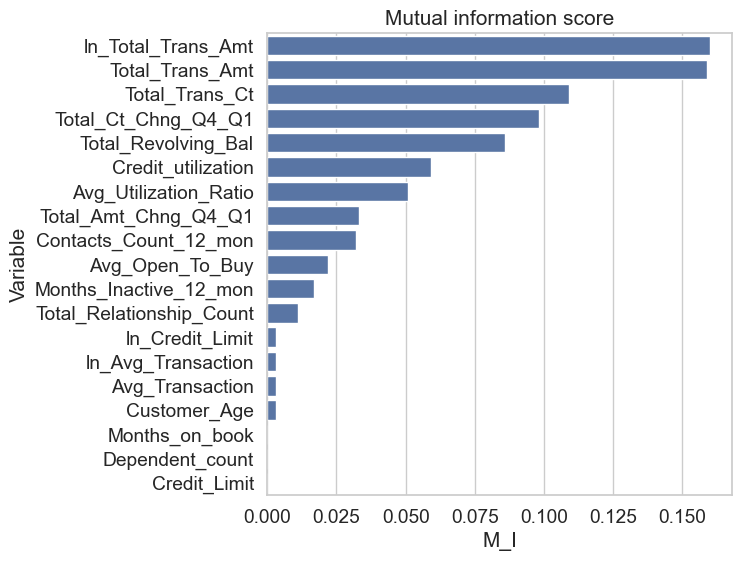 Mutual information score
ln_Total_Trans_Amt
Total_Trans_Amt
Total_Trans_Ct
Total_Ct_Chng_Q4_Q1
Total_Revolving_Bal
Credit_utilization
Avg_Utilization_Ratio
Total_Amt_Chng_Q4_Q1
Contacts_Count_12_mon
Avg_Open_To_Buy
Months_Inactive_12_mon
Total_Relationship_Count
ln_Credit_Limit
ln_Avg_Transaction
Avg_Transaction
Customer_Age
Months_on_book
Dependent_count
Credit_Limit
Variable
0.000 0.025 0.050 0.075 0.100 0.125 0.150
M_I